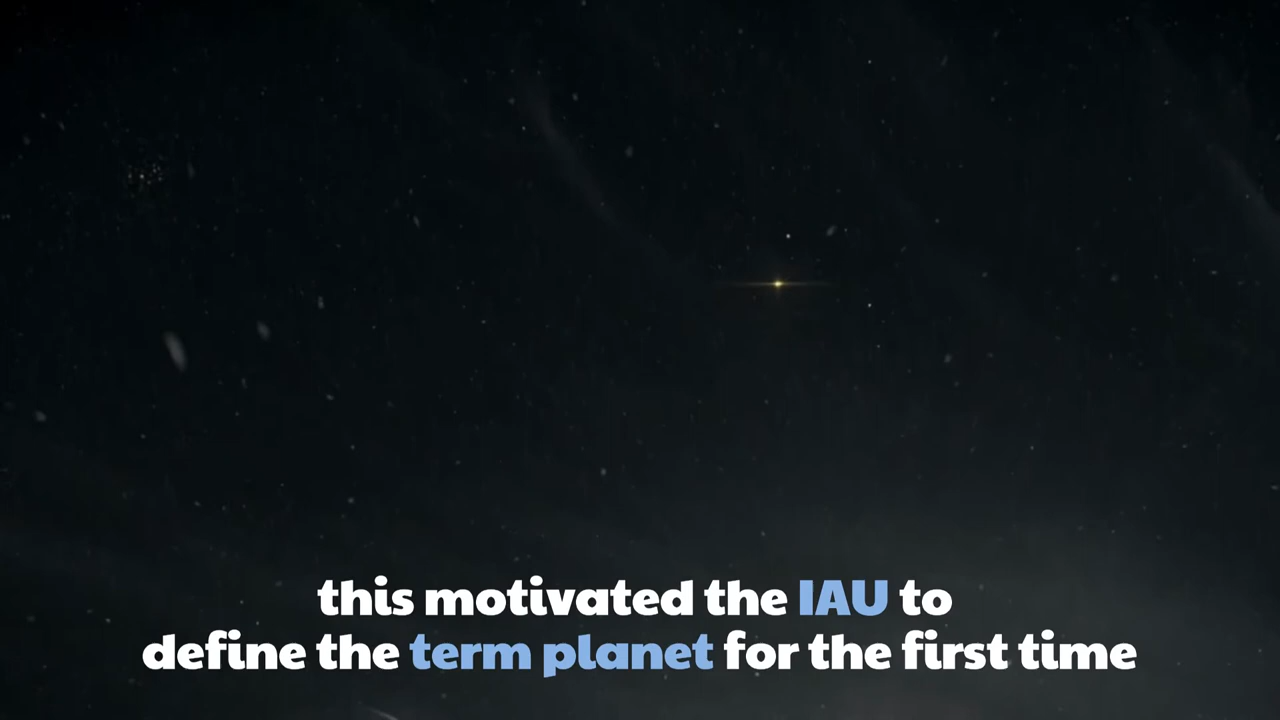 this motivated the IAU to
define the term planet for the first time